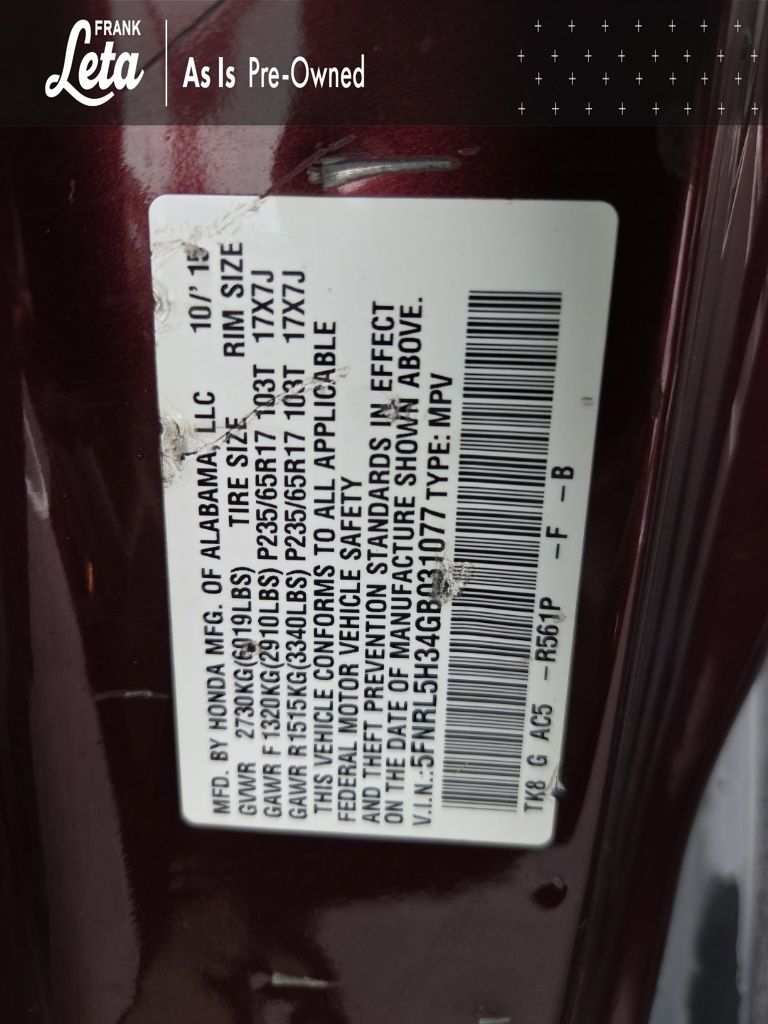 FRANK
Leta
As Is Pre-Owned
MFD. BY HONDA MFG. OF ALABAMA, LLC 10/' 15
GVWR 2730KG(6019LBS) TIRE SIZE RIM SIZE
GAWR F 1320KG(2910LBS) P235/65R17 103T 17X7J
GAWR R1515KG(3340LBS) P235/65R17 103T 17X7J
THIS VEHICLE CONFORMS TO ALL APPLICABLE
FEDERAL MOTOR VEHICLE SAFETY
AND THEFT PREVENTION STANDARDS IN EFFECT
ON THE DATE OF MANUFACTURE SHOWN ABOVE.
V.I.N.:5FNRL5H34GB031077 TYPE: MPV
TK8 G AC5 -R561P -F -B